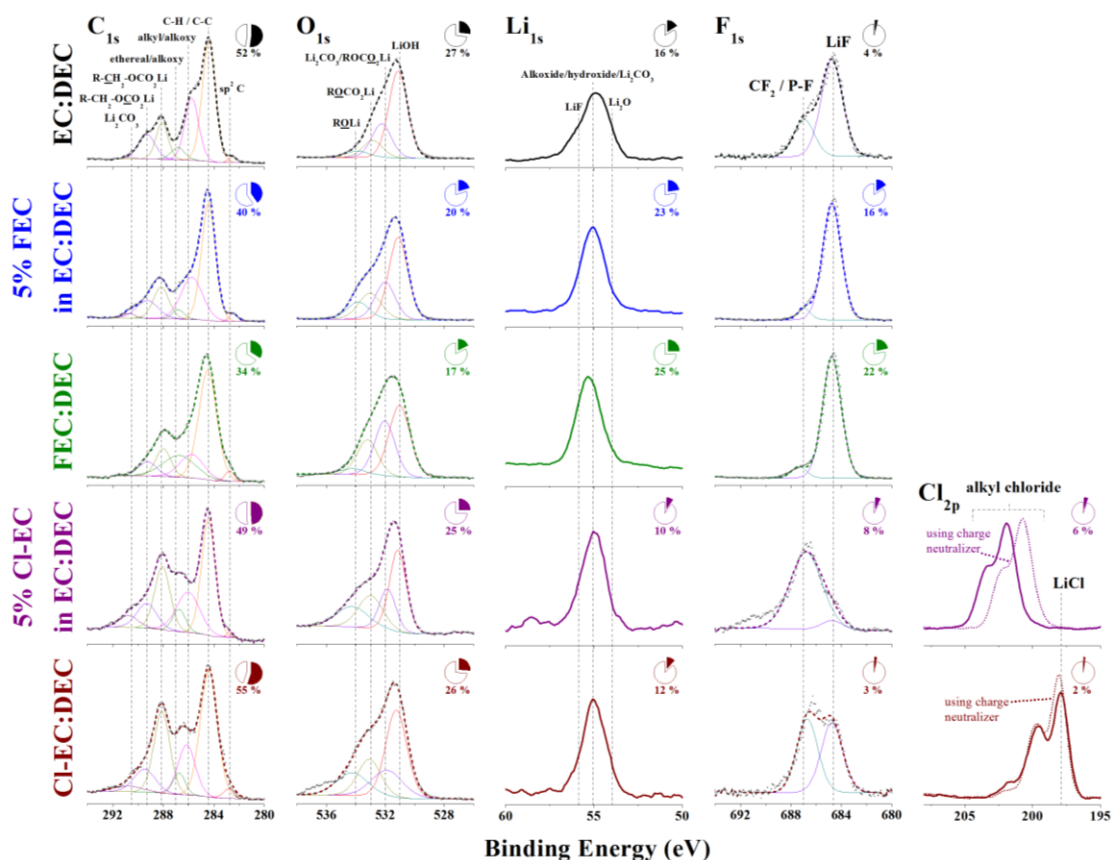 C1s
O1s
Li1s
F1s
EC:DEC
C-H / C-C
alkyl/alkoxy
ethereal/alkoxy
R-CH2-OCO2Li
R-CH2-OCO2Li
Li2CO3
sp2 C
52 %
LiOH
Li2CO3/ROCO2Li
ROCO2Li
ROLi
27 %
Alkoxide/hydroxide/Li2CO3
LiF
Li2O
16 %
LiF
CF2 / P-F
4 %
5% FEC
in EC:DEC
40 %
20 %
23 %
16 %
FEC:DEC
34 %
17 %
25 %
22 %
5% Cl-EC
in EC:DEC
49 %
25 %
10 %
8 %
Cl2p
alkyl chloride
using charge
neutralizer
LiCl
6 %
Cl-EC:DEC
55 %
26 %
12 %
3 %
using charge
neutralizer
2 %
292 288 284 280
536 532 528
60 55 50
692 688 684 680
205 200 195
Binding Energy (eV)